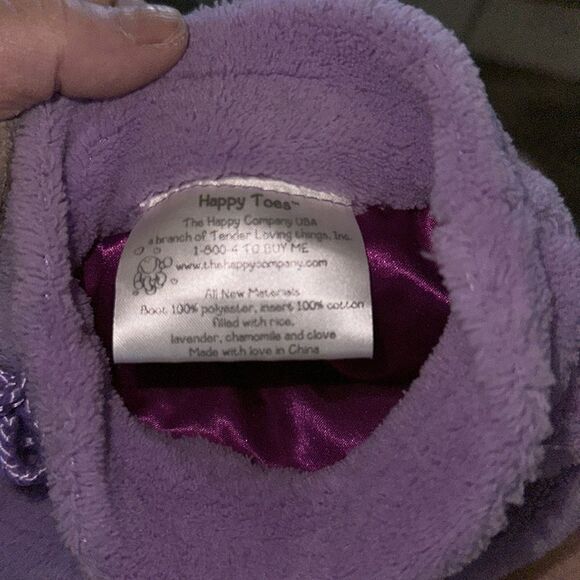 Happy Toes™
The Happy Company USA
a branch of Tender Loving things, Inc.
1-800-4 TO BUY ME
www.thehappycompany.com
All New Materials
Boot 100% polyester, insert 100% cotton
filled with rice,
lavender, chamomile and clove
Made with love in China